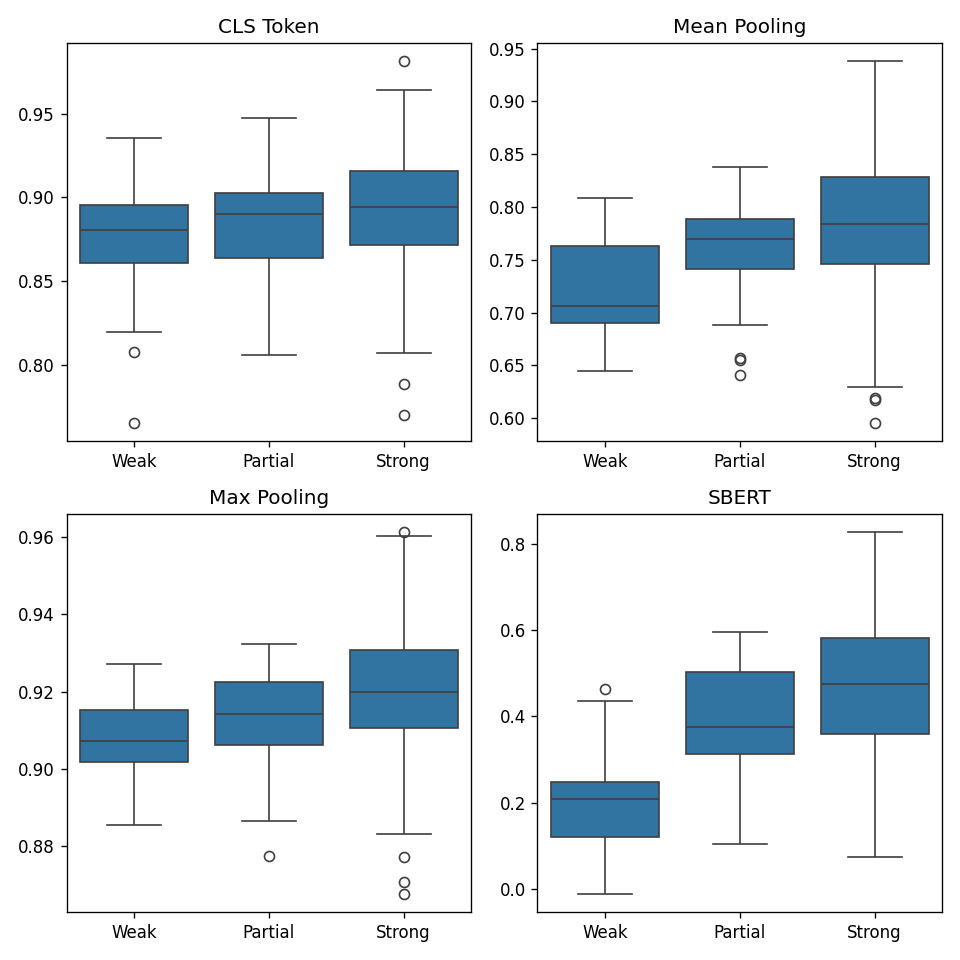 CLS Token
0.95
0.90
0.85
0.80
Weak Partial Strong
Mean Pooling
0.95
0.90
0.85
0.80
0.75
0.70
0.65
0.60
Weak Partial Strong
Max Pooling
0.96
0.94
0.92
0.90
0.88
Weak Partial Strong
SBERT
0.8
0.6
0.4
0.2
0.0
Weak Partial Strong